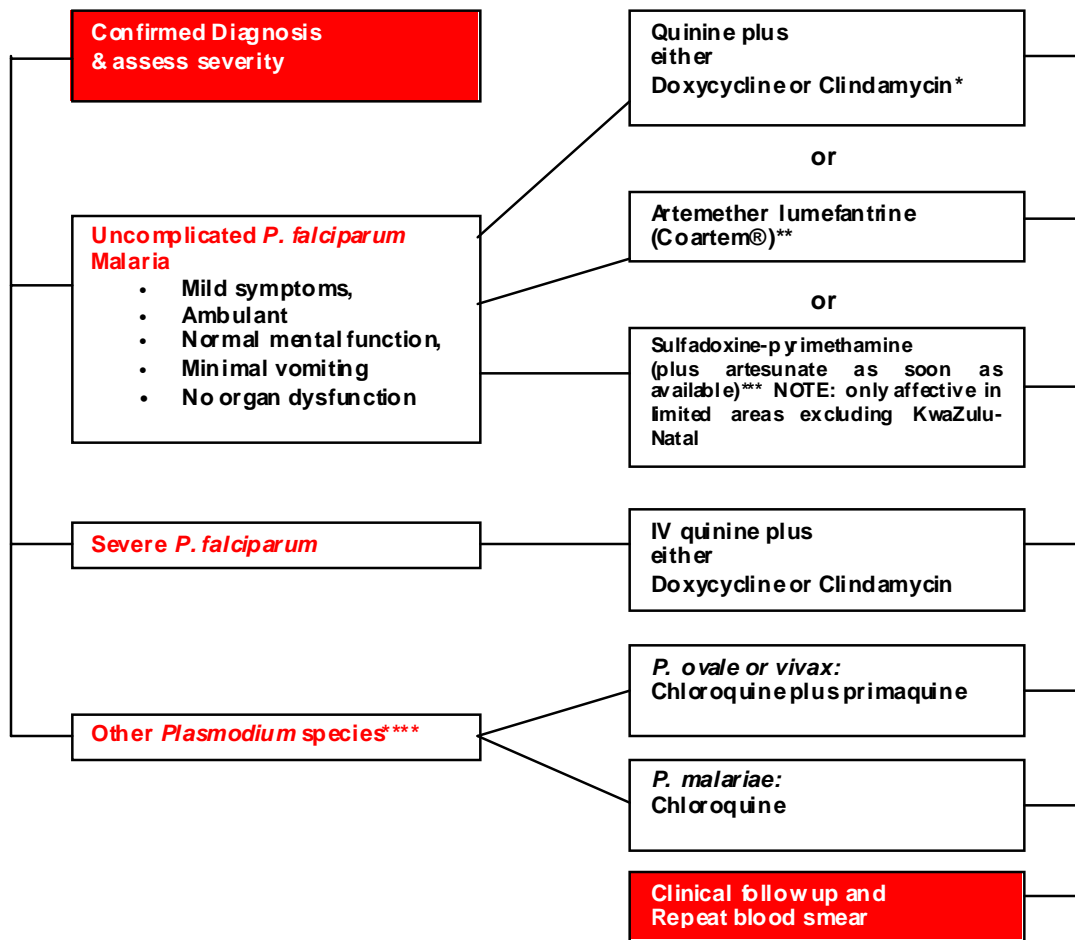 Confirmed Diagnosis
& assess severity
Quinine plus
either
Doxycycline or Clindamycin*
or
Artemether lumefantrine
(Coartem®)**
or
Uncomplicated P. falciparum
Malaria
• Mild symptoms,
• Ambulant
• Normal mental function,
• Minimal vomiting
• No organ dysfunction
Sulfadoxine-pyrimethamine
(plus artesunate as soon as
available)*** NOTE: only affective in
limited areas excluding KwaZulu-
Natal
Severe P. falciparum
IV quinine plus
either
Doxycycline or Clindamycin
Other Plasmodium species****
P. ovale or vivax:
Chloroquine plus primaquine
P. malariae:
Chloroquine
Clinical follow up and
Repeat blood smear